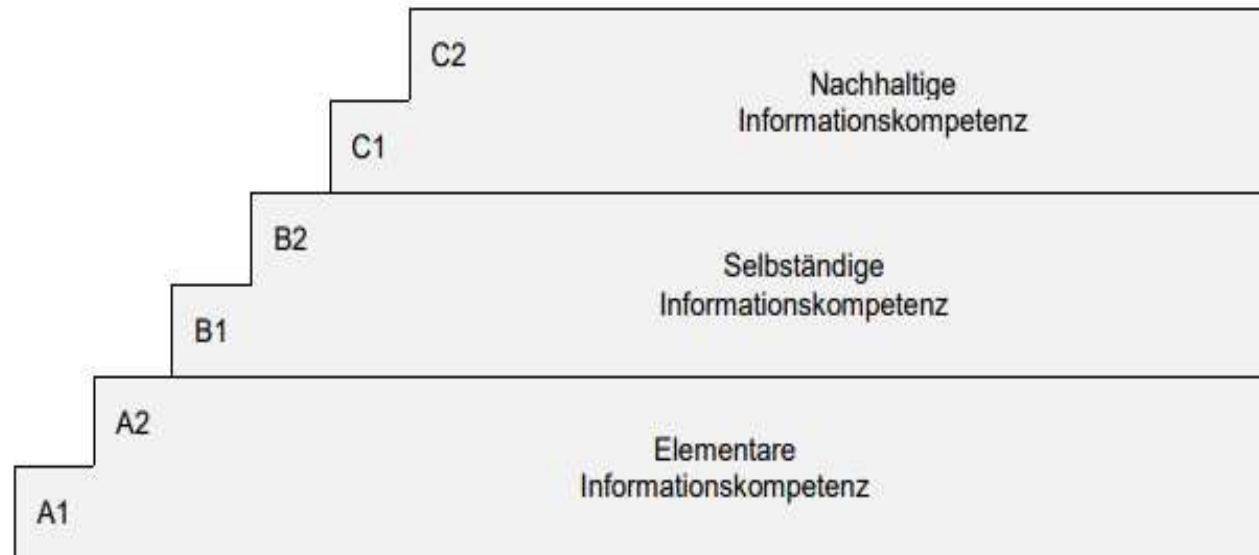 C2
Nachhaltige
Informationskompetenz
C1
B2
Selbständige
Informationskompetenz
B1
A2
Elementare
Informationskompetenz
A1